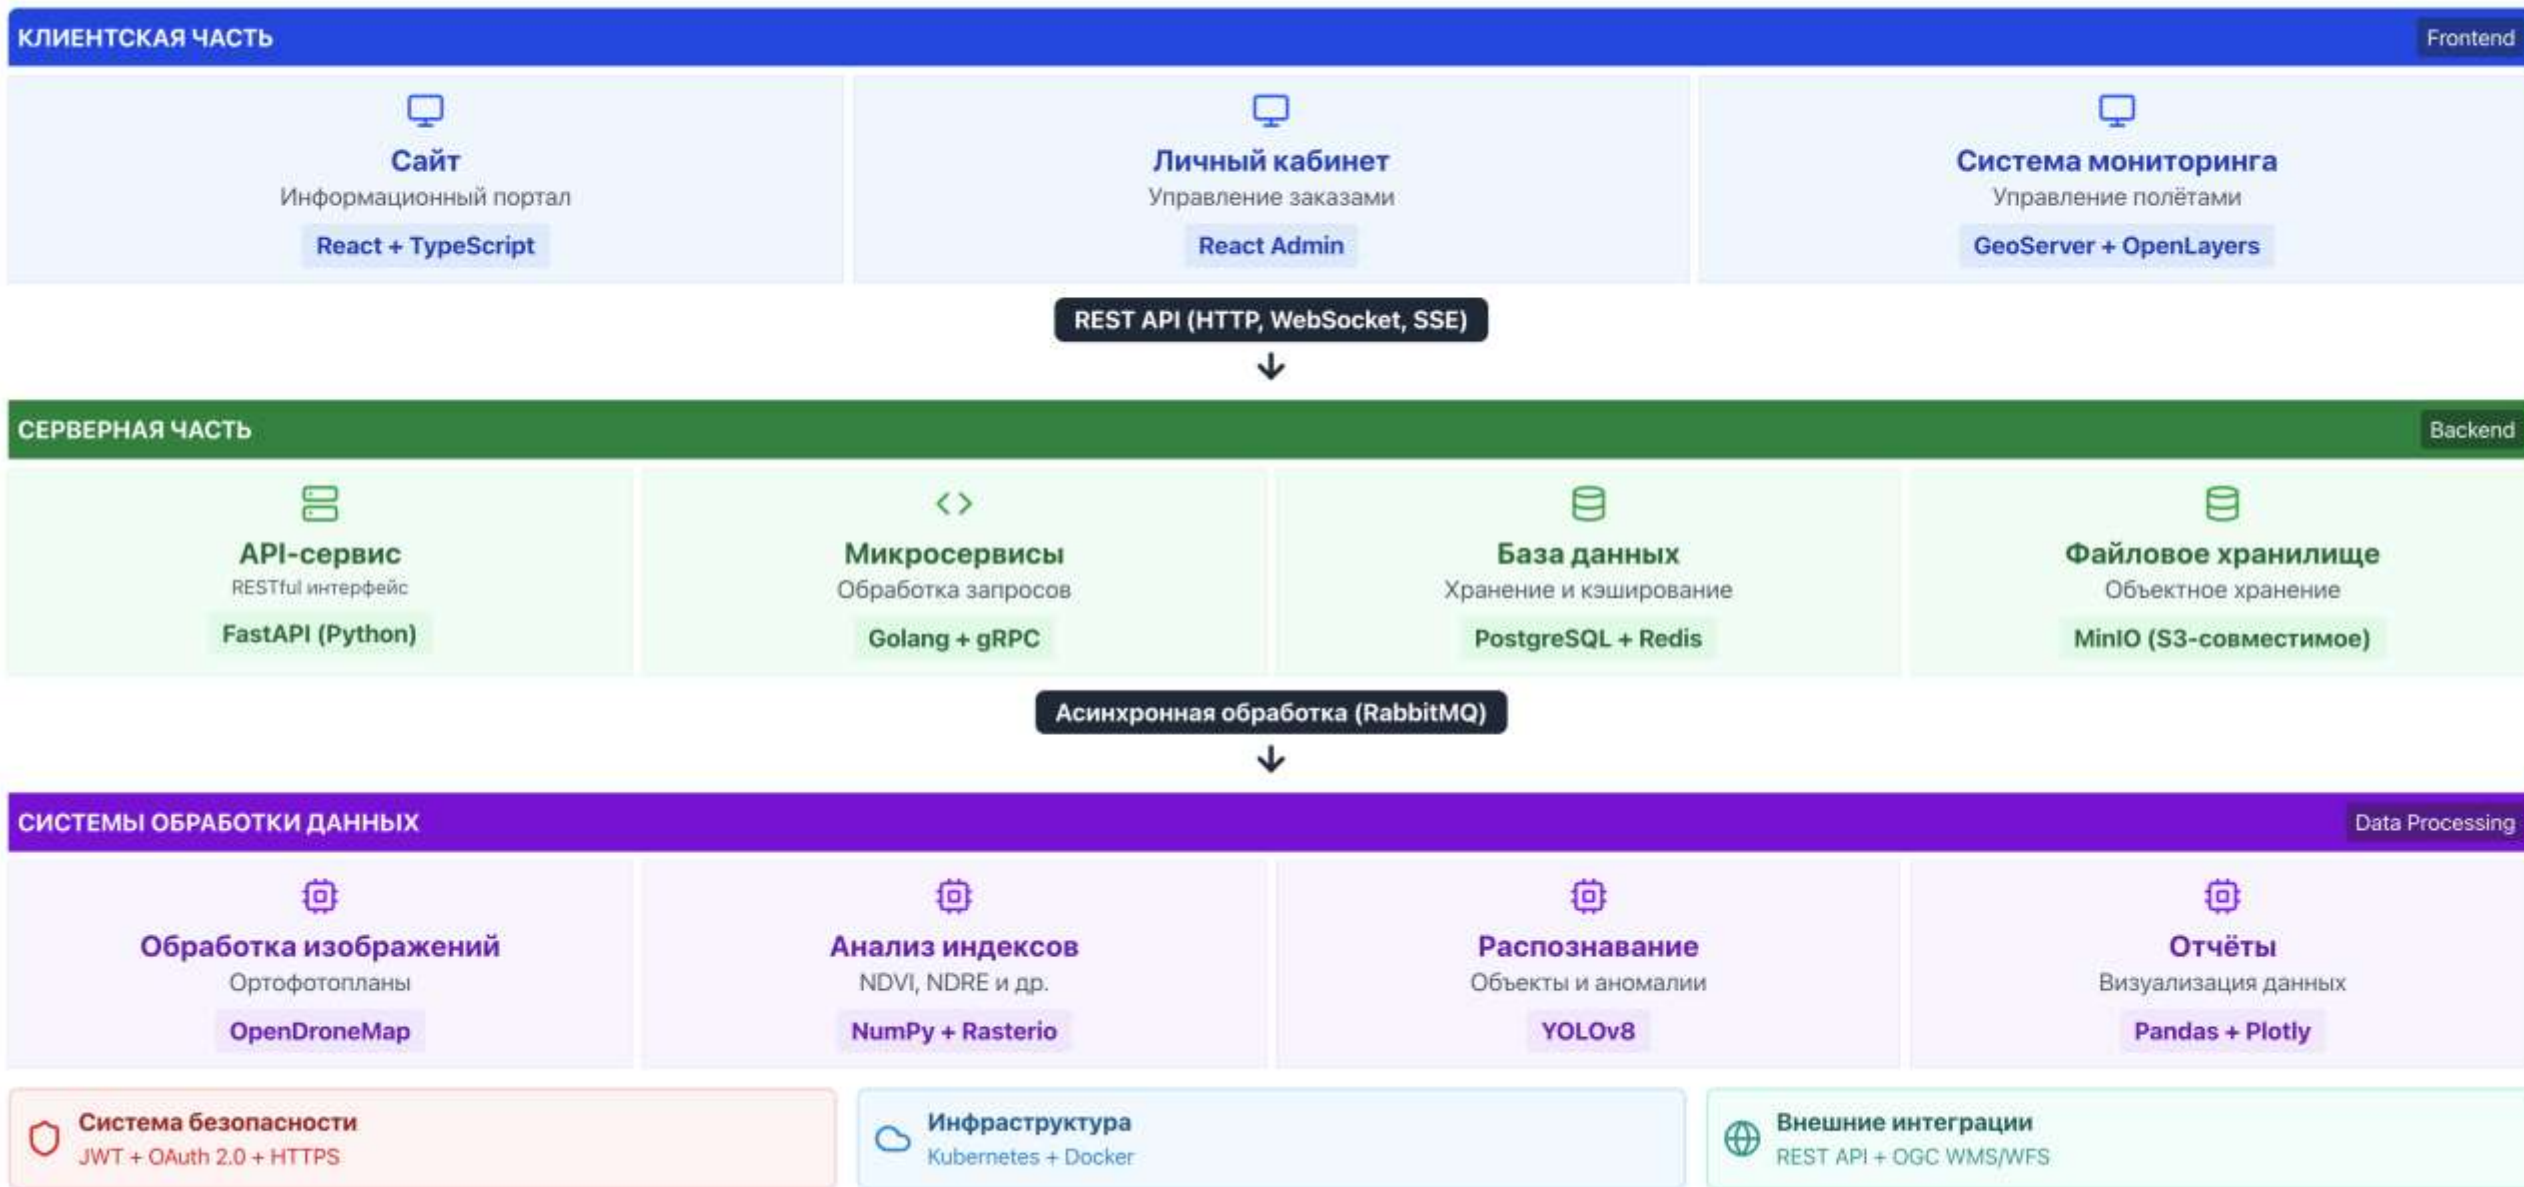 КЛИЕНТСКАЯ ЧАСТЬ
Frontend
Сайт
Информационный портал
React + TypeScript
Личный кабинет
Управление заказами
React Admin
Система мониторинга
Управление полётами
GeoServer + OpenLayers
REST API (HTTP, WebSocket, SSE)
СЕРВЕРНАЯ ЧАСТЬ
Backend
API-сервис
RESTful интерфейс
FastAPI (Python)
Микросервисы
Обработка запросов
Golang + gRPC
База данных
Хранение и кэширование
PostgreSQL + Redis
Файловое хранилище
Объектное хранение
MinIO (S3-совместимое)
Асинхронная обработка (RabbitMQ)
СИСТЕМЫ ОБРАБОТКИ ДАННЫХ
Data Processing
Обработка изображений
Ортофотопланы
OpenDroneMap
Анализ индексов
NDVI, NDRE и др.
NumPy + Rasterio
Распознавание
Объекты и аномалии
YOLOv8
Отчёты
Визуализация данных
Pandas + Plotly
Система безопасности
JWT + OAuth 2.0 + HTTPS
Инфраструктура
Kubernetes + Docker
Внешние интеграции
REST API + OGC WMS/WFS